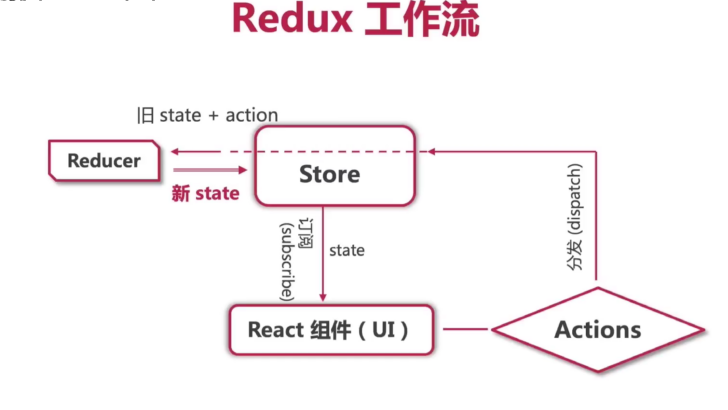 Redux 工作流
旧 state + action
Reducer
Store
新 state
订阅
(subscribe)
state
分发 (dispatch)
React 组件（UI）
Actions